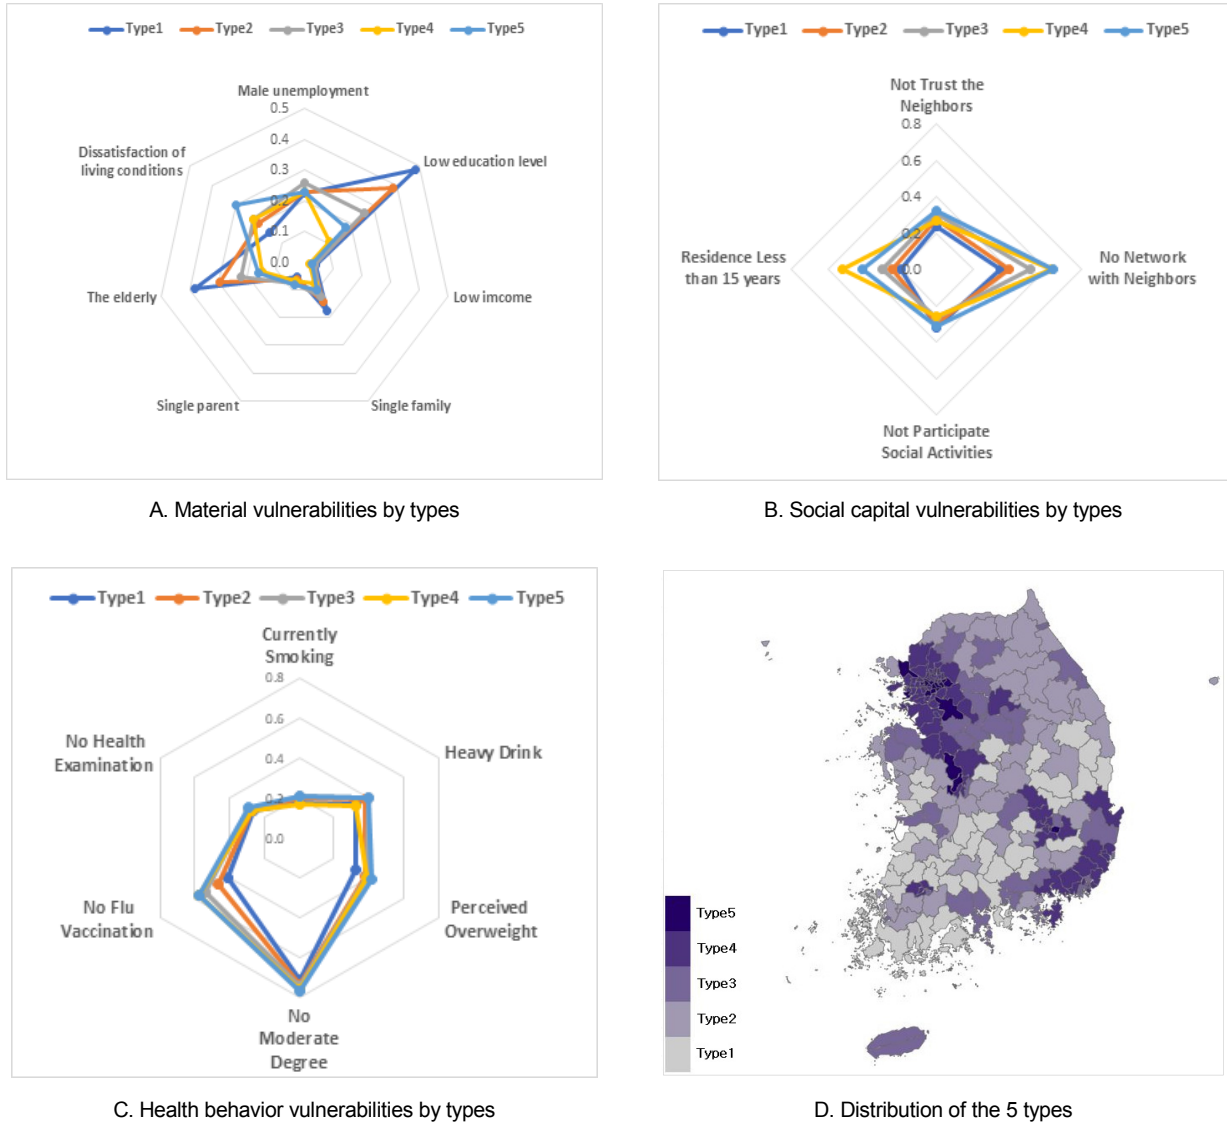 Type1 Type2 Type3 Type4 Type5
Male unemployment
0.5
0.4
0.3
0.2
0.1
0.0
Dissatisfaction of
living conditions
Low education level
The elderly
Low imcome
Single parent
Single family
A. Material vulnerabilities by types
Type1 Type2 Type3 Type4 Type5
Not Trust the
Neighbors
0.8
0.6
0.4
0.2
0.0
Residence Less
than 15 years
No Network
with Neighbors
Not Participate
Social Activities
B. Social capital vulnerabilities by types
Type1 Type2 Type3 Type4 Type5
Currently
Smoking
0.8
0.6
0.4
0.2
0.0
No Health
Examination
Heavy Drink
No Flu
Vaccination
Perceived
Overweight
No
Moderate
Degree
C. Health behavior vulnerabilities by types
Type5
Type4
Type3
Type2
Type1
D. Distribution of the 5 types